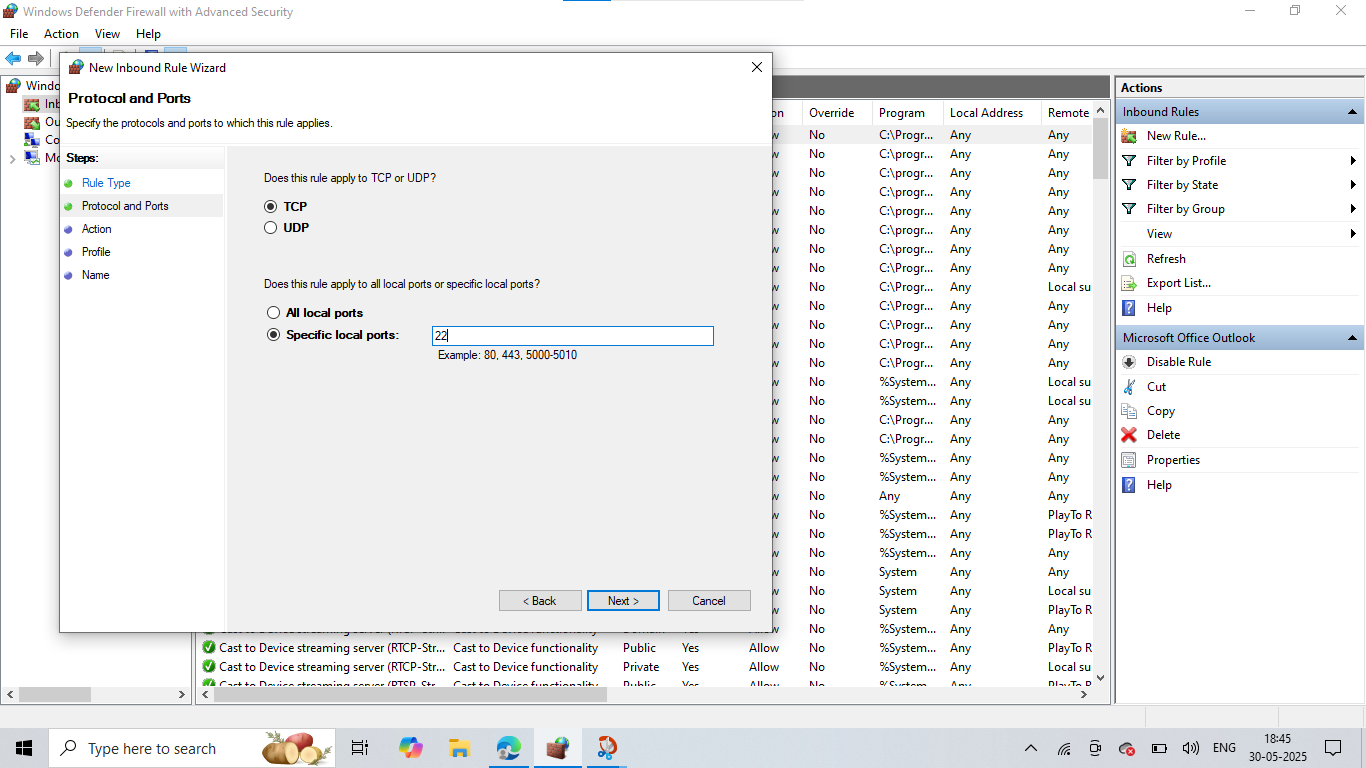 Windows Defender Firewall with Advanced Security
File Action View Help
New Inbound Rule Wizard
Protocol and Ports
Specify the protocols and ports to which this rule applies.
Steps:
Rule Type
Protocol and Ports
Action
Profile
Name
Does this rule apply to TCP or UDP?
TCP
UDP
Does this rule apply to all local ports or specific local ports?
All local ports
Specific local ports: 22
Example: 80, 443, 5000-5010
< Back Next > Cancel
Override Program Local Address Remote
No C:\Progr... Any Any
No C:\progr... Any Any
No C:\progr... Any Any
No C:\progr... Any Any
No C:\progr... Any Any
No C:\progr... Any Any
No C:\progr... Any Any
No C:\Progr... Any Any
No C:\Progr... Any Local su
No C:\Progr... Any Any
No C:\Progr... Any Any
No C:\Progr... Any Any
No C:\Progr... Any Any
No %System... Any Local su
No %System... Any Local su
No C:\Progr... Any Any
No C:\Progr... Any Any
No %System... Any Any
No %System... Any Any
No Any Any Any
No %System... Any PlayTo R
No %System... Any PlayTo R
No %System... Any Any
No System Any Any
No System Any Local su
No System Any PlayTo R
No %System... Any Any
Cast to Device streaming server (RTCP-Str... Cast to Device functionality Public Yes Allow No %System... Any PlayTo R
Cast to Device streaming server (RTCP-Str... Cast to Device functionality Private Yes Allow No %System... Any Local su
Cast to Device streaming server (RTSP-Str... Cast to Device functionality Public Yes Allow No %System... Any PlayTo R
Actions
Inbound Rules
New Rule...
Filter by Profile
Filter by State
Filter by Group
View
Refresh
Export List...
Help
Microsoft Office Outlook
Disable Rule
Cut
Copy
Delete
Properties
Help
Type here to search
ENG
18:45
30-05-2025